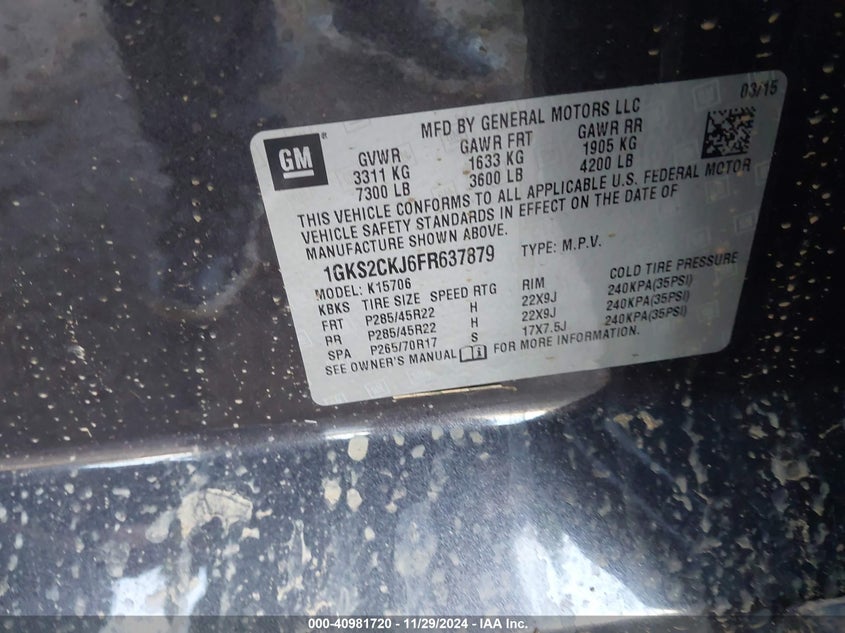 03/15
GM
MFD BY GENERAL MOTORS LLC
GVWR GAWR FRT GAWR RR
3311 KG 1633 KG 1905 KG
7300 LB 3600 LB 4200 LB
THIS VEHICLE CONFORMS TO ALL APPLICABLE U.S. FEDERAL MOTOR
VEHICLE SAFETY STANDARDS IN EFFECT ON THE DATE OF
MANUFACTURE SHOWN ABOVE.
1GKS2CKJ6FR637879 TYPE: M.P.V.
MODEL: K15706
KBKS TIRE SIZE SPEED RTG RIM COLD TIRE PRESSURE
FRT P285/45R22 H 22X9J 240KPA(35PSI)
RR P285/45R22 H 22X9J 240KPA(35PSI)
SPA P265/70R17 S 17X7.5J 240KPA(35PSI)
SEE OWNER'S MANUAL FOR MORE INFORMATION.
000-40981720 — 11/29/2024 — IAA Inc.